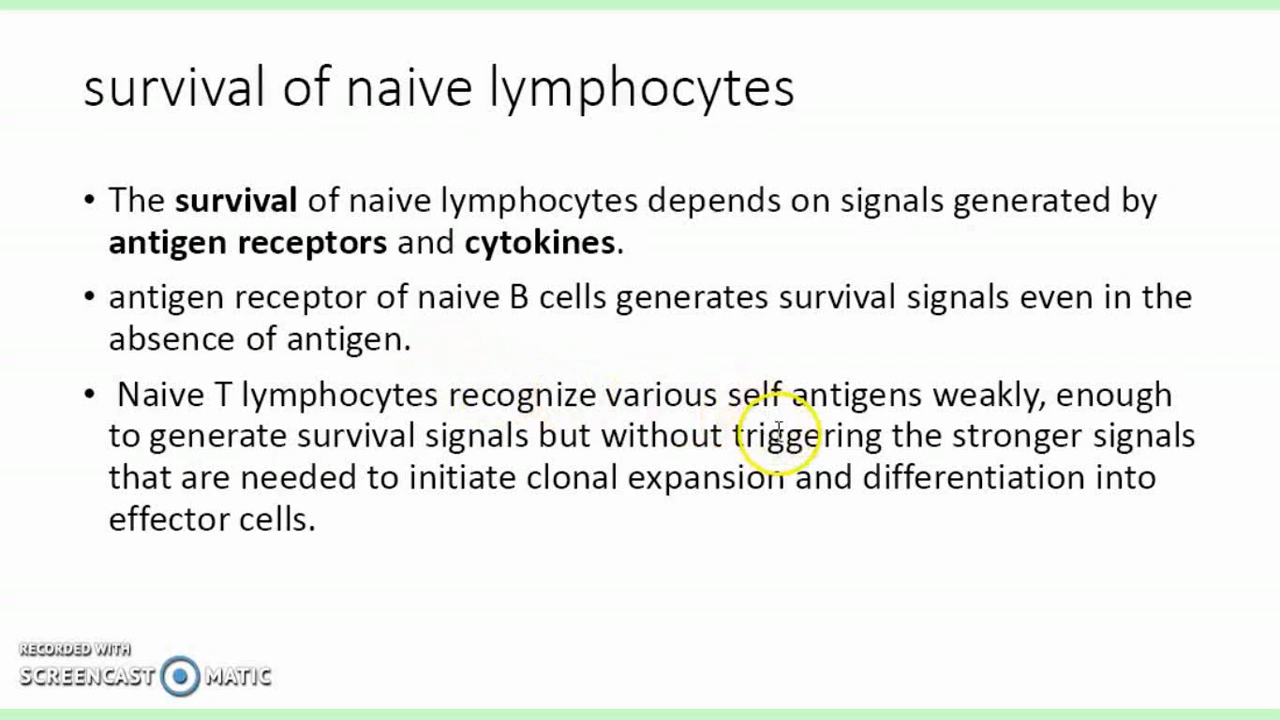 survival of naive lymphocytes
• The survival of naive lymphocytes depends on signals generated by
antigen receptors and cytokines.
• antigen receptor of naive B cells generates survival signals even in the
absence of antigen.
• Naive T lymphocytes recognize various self antigens weakly, enough
to generate survival signals but without triggering the stronger signals
that are needed to initiate clonal expansion and differentiation into
effector cells.
RECORDED WITH
SCREENCAST MATIC